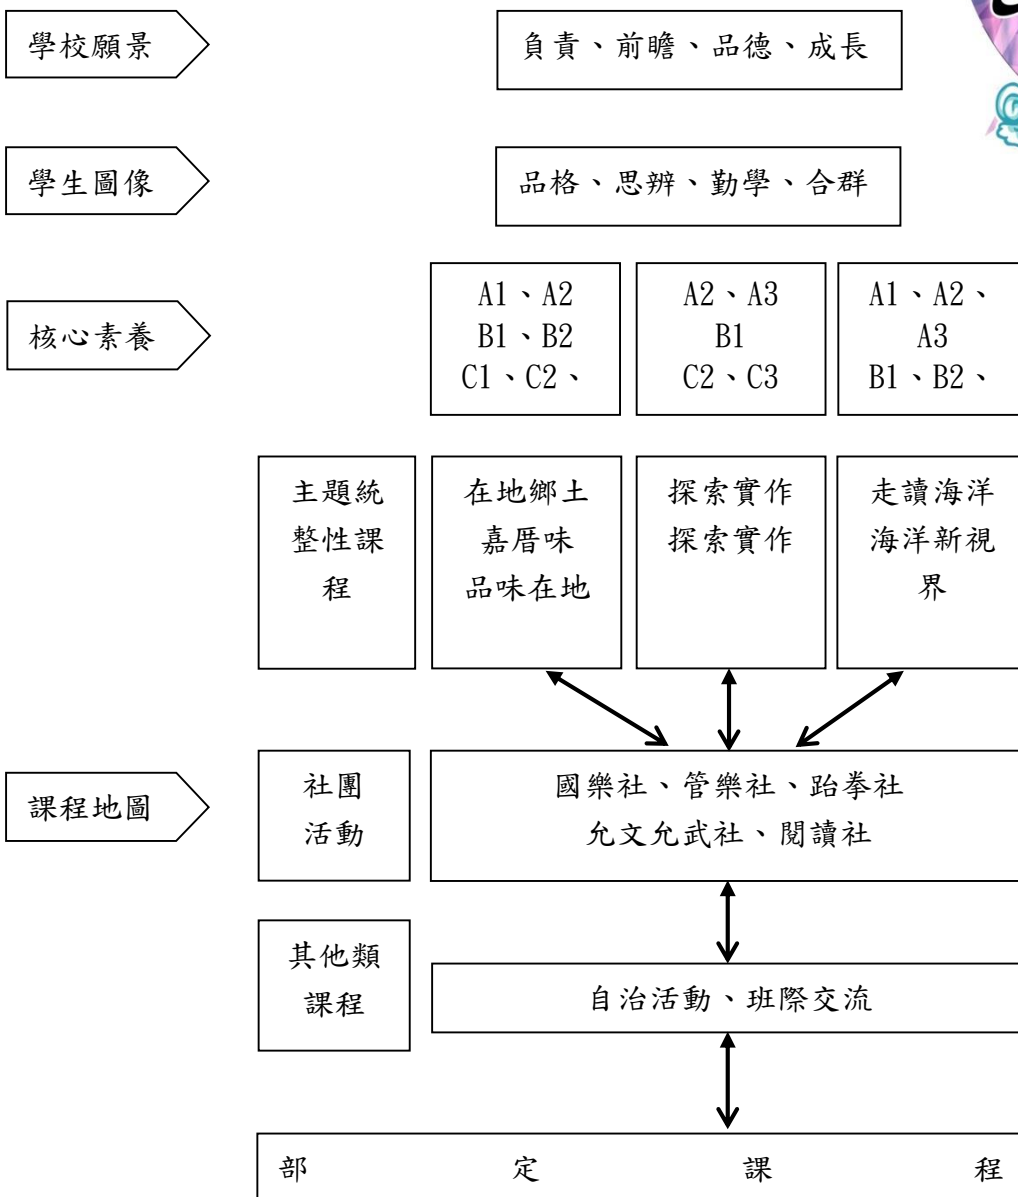 學校願景
負責、前瞻、品德、成長
學生圖像
品格、思辨、勤學、合群
核心素養
A1、A2
B1、B2
C1、C2、
A2、A3
B1
C2、C3
A1、A2、
A3
B1、B2、
主題統
整性課
程
在地鄉土
嘉厝味
品味在地
探索實作
探索實作
走讀海洋
海洋新視
界
課程地圖
社團
活動
國樂社、管樂社、跆拳社
允文允武社、閱讀社
其他類
課程
自治活動、班際交流
部 定 課 程